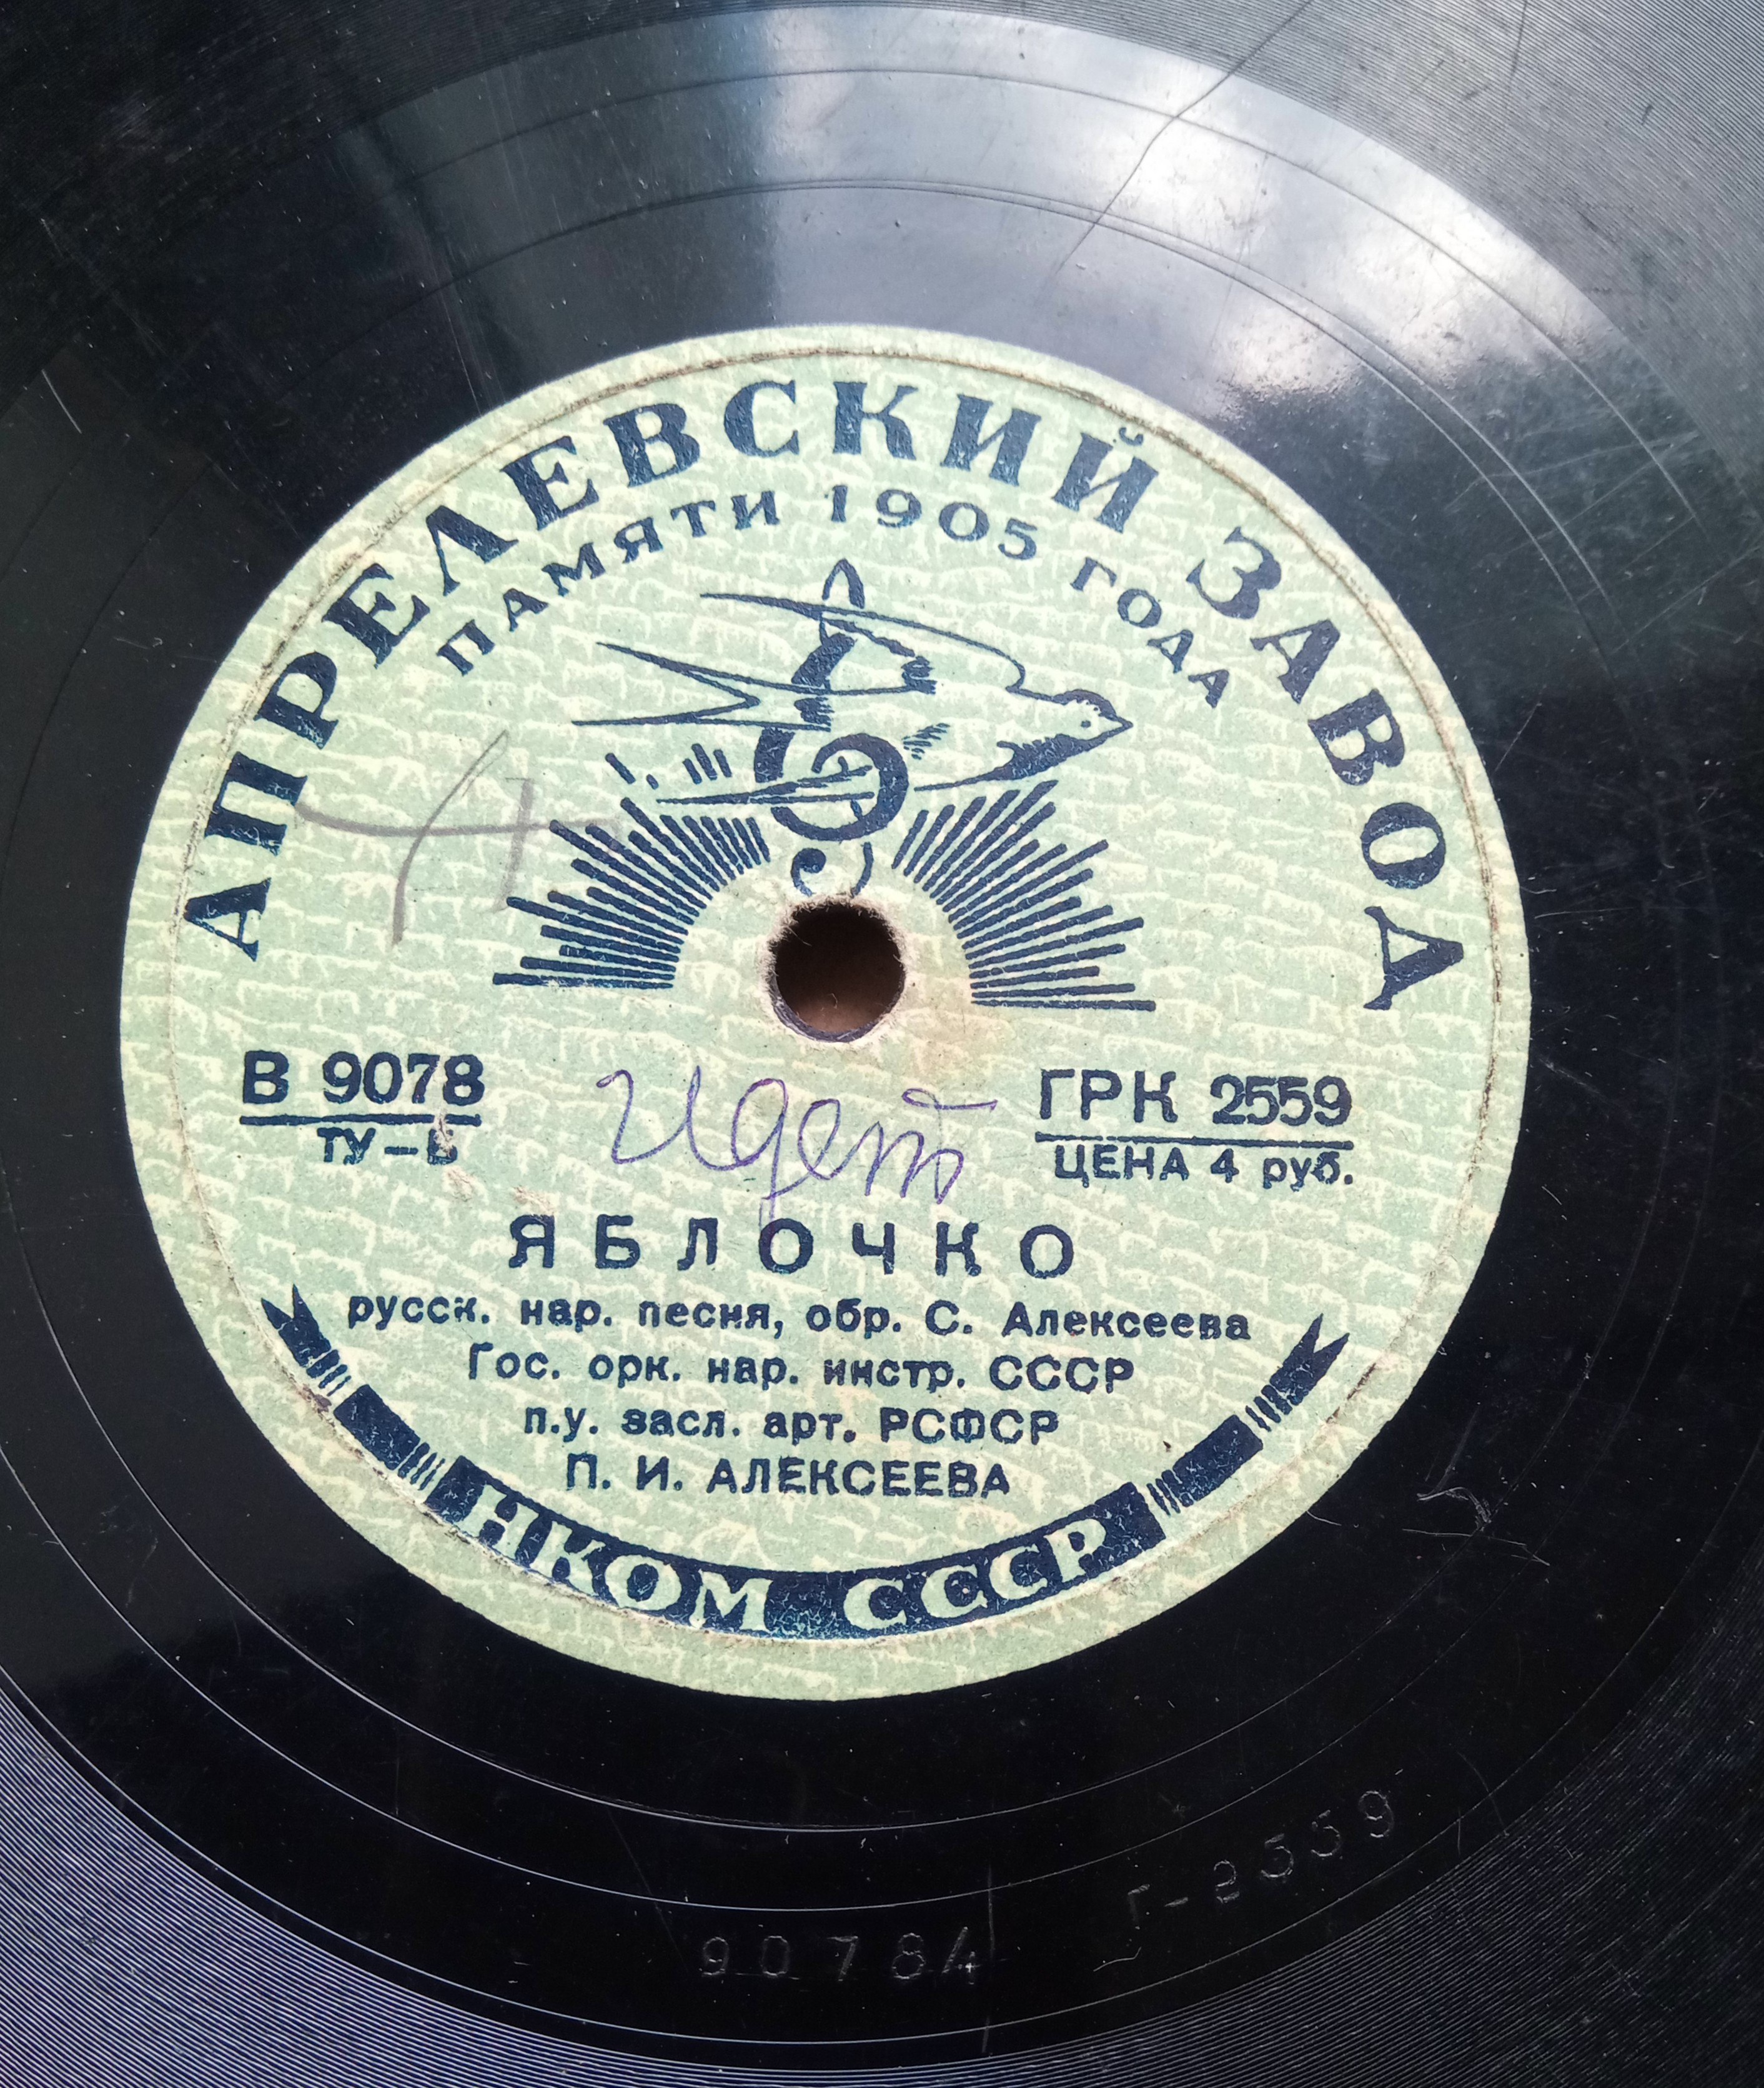 АПРЕЛЕВСКИЙ ЗАВОД
ПАМЯТИ 1905 ГОДА
В 9078
ТУ-Б
идет
ГРК 2559
ЦЕНА 4 руб.
ЯБЛОЧКО
русск. нар. песня, обр. С. Алексеева
Гос. орк. нар. инстр. СССР
п.у. засл. арт. РСФСР
П. И. АЛЕКСЕЕВА
НКОМ СССР
90784
Г-2559